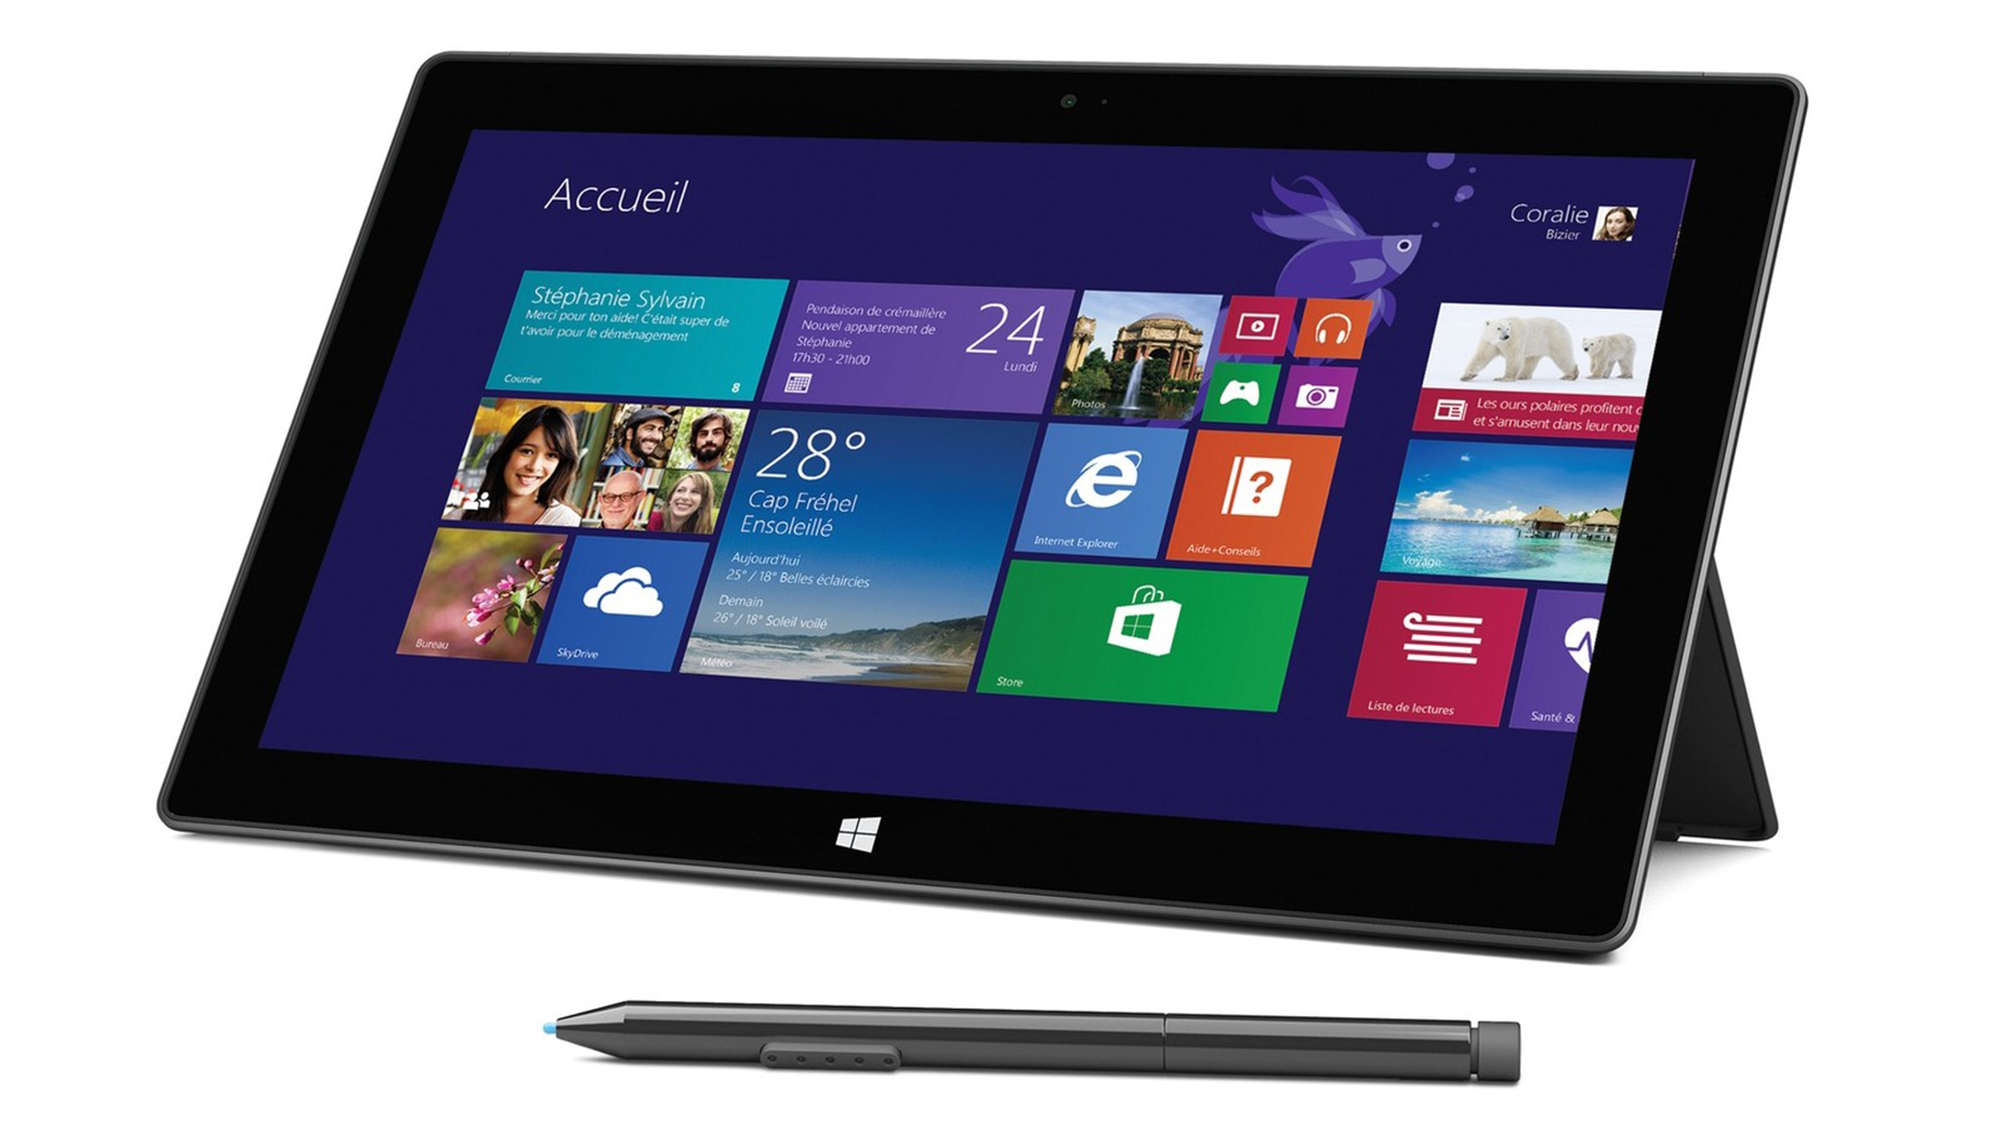 Accueil
Coralie
Bizier
Stéphanie Sylvain
Merci pour ton aide! C'était super de
t'avoir pour le déménagement
Courrier
8
Pendaison de crémaillère
Nouvel appartement de
Stéphanie
17h30 - 21h00
24
Lundi
Photos
Les ours polaires profitent
et s'amusent dans leur nou
28°
Cap Fréhel
Ensoleillé
Aujourd'hui
25° / 18° Belles éclaircies
Demain
26° / 18° Soleil voilé
Météo
Internet Explorer
Aide+Conseils
Voyage
Bureau
SkyDrive
Store
Liste de lectures
Santé &